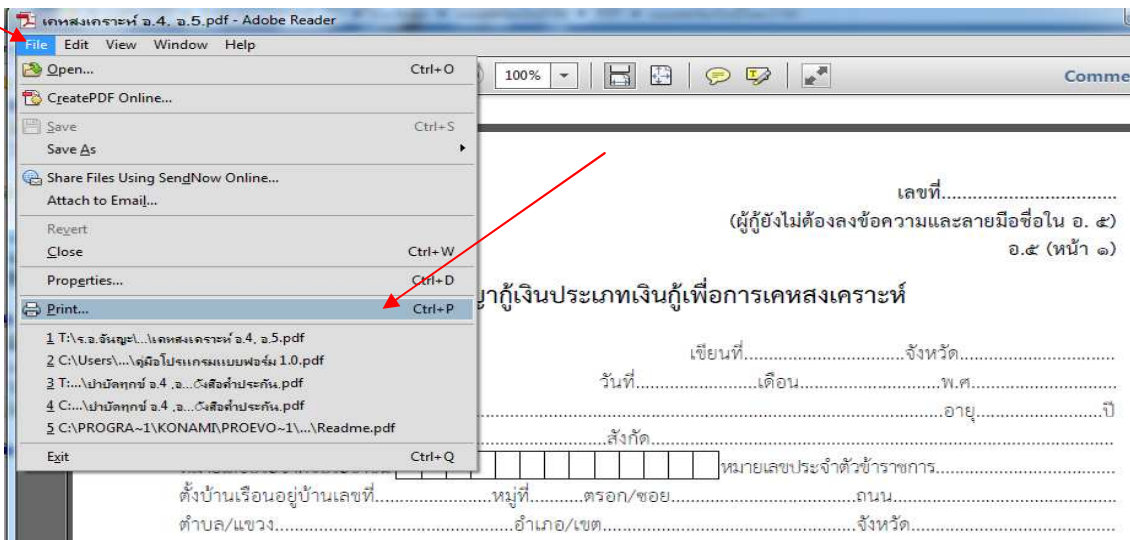 เคหสงเคราะห์ อ.4, อ.5.pdf - Adobe Reader
File Edit View Window Help
Open... Ctrl+O
100%
Comme
CreatePDF Online...
Save Ctrl+S
Save As
Share Files Using SendNow Online...
Attach to Email...
Revert
Close Ctrl+W
Properties... Ctrl+D
Print... Ctrl+P
1 T:\ร.อ.ธัญะ\...\เคหสงเคราะห์ อ.4, อ.5.pdf
2 C:\Users\...\คู่มือโปรแกรมแบบฟอร์ม 1.0.pdf
3 T:...\บำบัดทุกข์ อ.4 ,อ...ังสือค้ำประกัน.pdf
4 C:...\บำบัดทุกข์ อ.4 ,อ...ังสือค้ำประกัน.pdf
5 C:\PROGRA~1\KONAMI\PROEVO~1\...\Readme.pdf
Exit Ctrl+Q
เลขที่.................................
(ผู้กู้ยังไม่ต้องลงข้อความและลายมือชื่อใน อ. ๕)
อ.๕ (หน้า ๑)
ญากู้เงินประเภทเงินกู้เพื่อการเคหสงเคราะห์
เขียนที่..............................จังหวัด.............................
วันที่.......................เดือน...........................พ.ศ............................
อายุ........................ปี
สังกัด.......................................................................................
หมายเลขประจำตัวข้าราชการ..................................
ตั้งบ้านเรือนอยู่บ้านเลขที่......................หมู่ที่..........ตรอก/ซอย...................................ถนน..........................................
ตำบล/แขวง.............................................อำเภอ/เขต...............................................จังหวัด.......................................